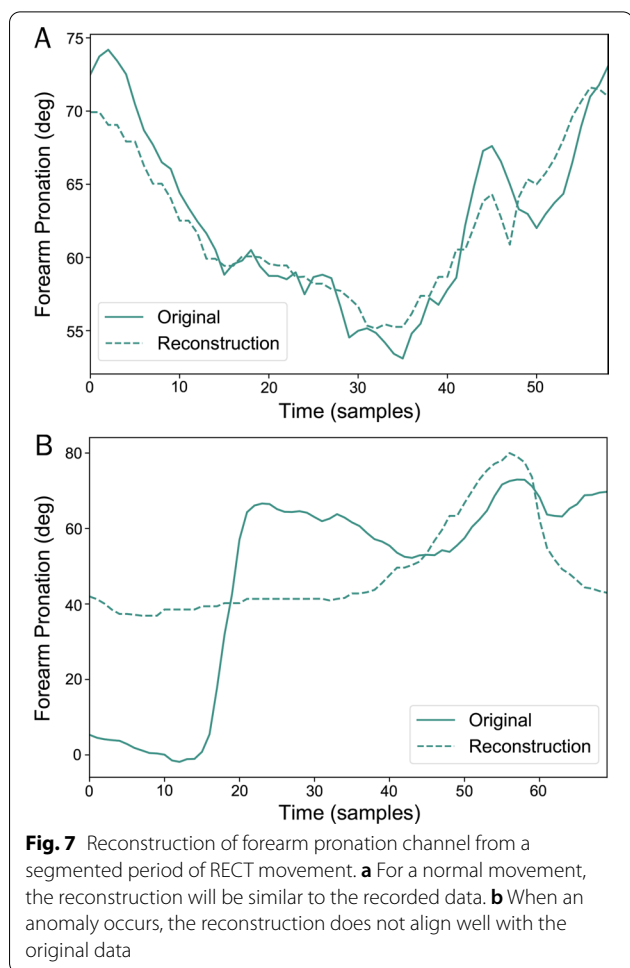 A
75
70
65
60
55
Forearm Pronation (deg)
Original
Reconstruction
0 10 20 30 40 50
Time (samples)
B
80
60
40
20
0
Forearm Pronation (deg)
Original
Reconstruction
0 10 20 30 40 50 60
Time (samples)
Fig. 7 Reconstruction of forearm pronation channel from a
segmented period of RECT movement. a For a normal movement,
the reconstruction will be similar to the recorded data. b When an
anomaly occurs, the reconstruction does not align well with the
original data